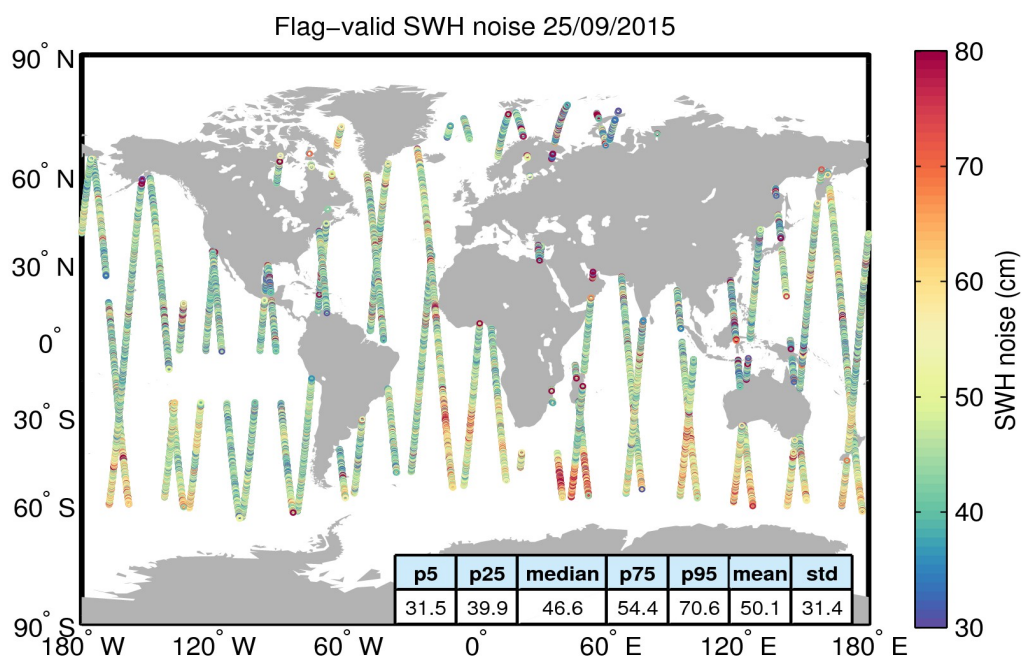 Flag−valid SWH noise 25/09/2015
90° N
60° N
30° N
0°
30° S
60° S
90° S
180° W 120° W 60° W 0° 60° E 120° E 180° E
p5 p25 median p75 p95 mean std
31.5 39.9 46.6 54.4 70.6 50.1 31.4
80
70
60
50
40
30
SWH noise (cm)